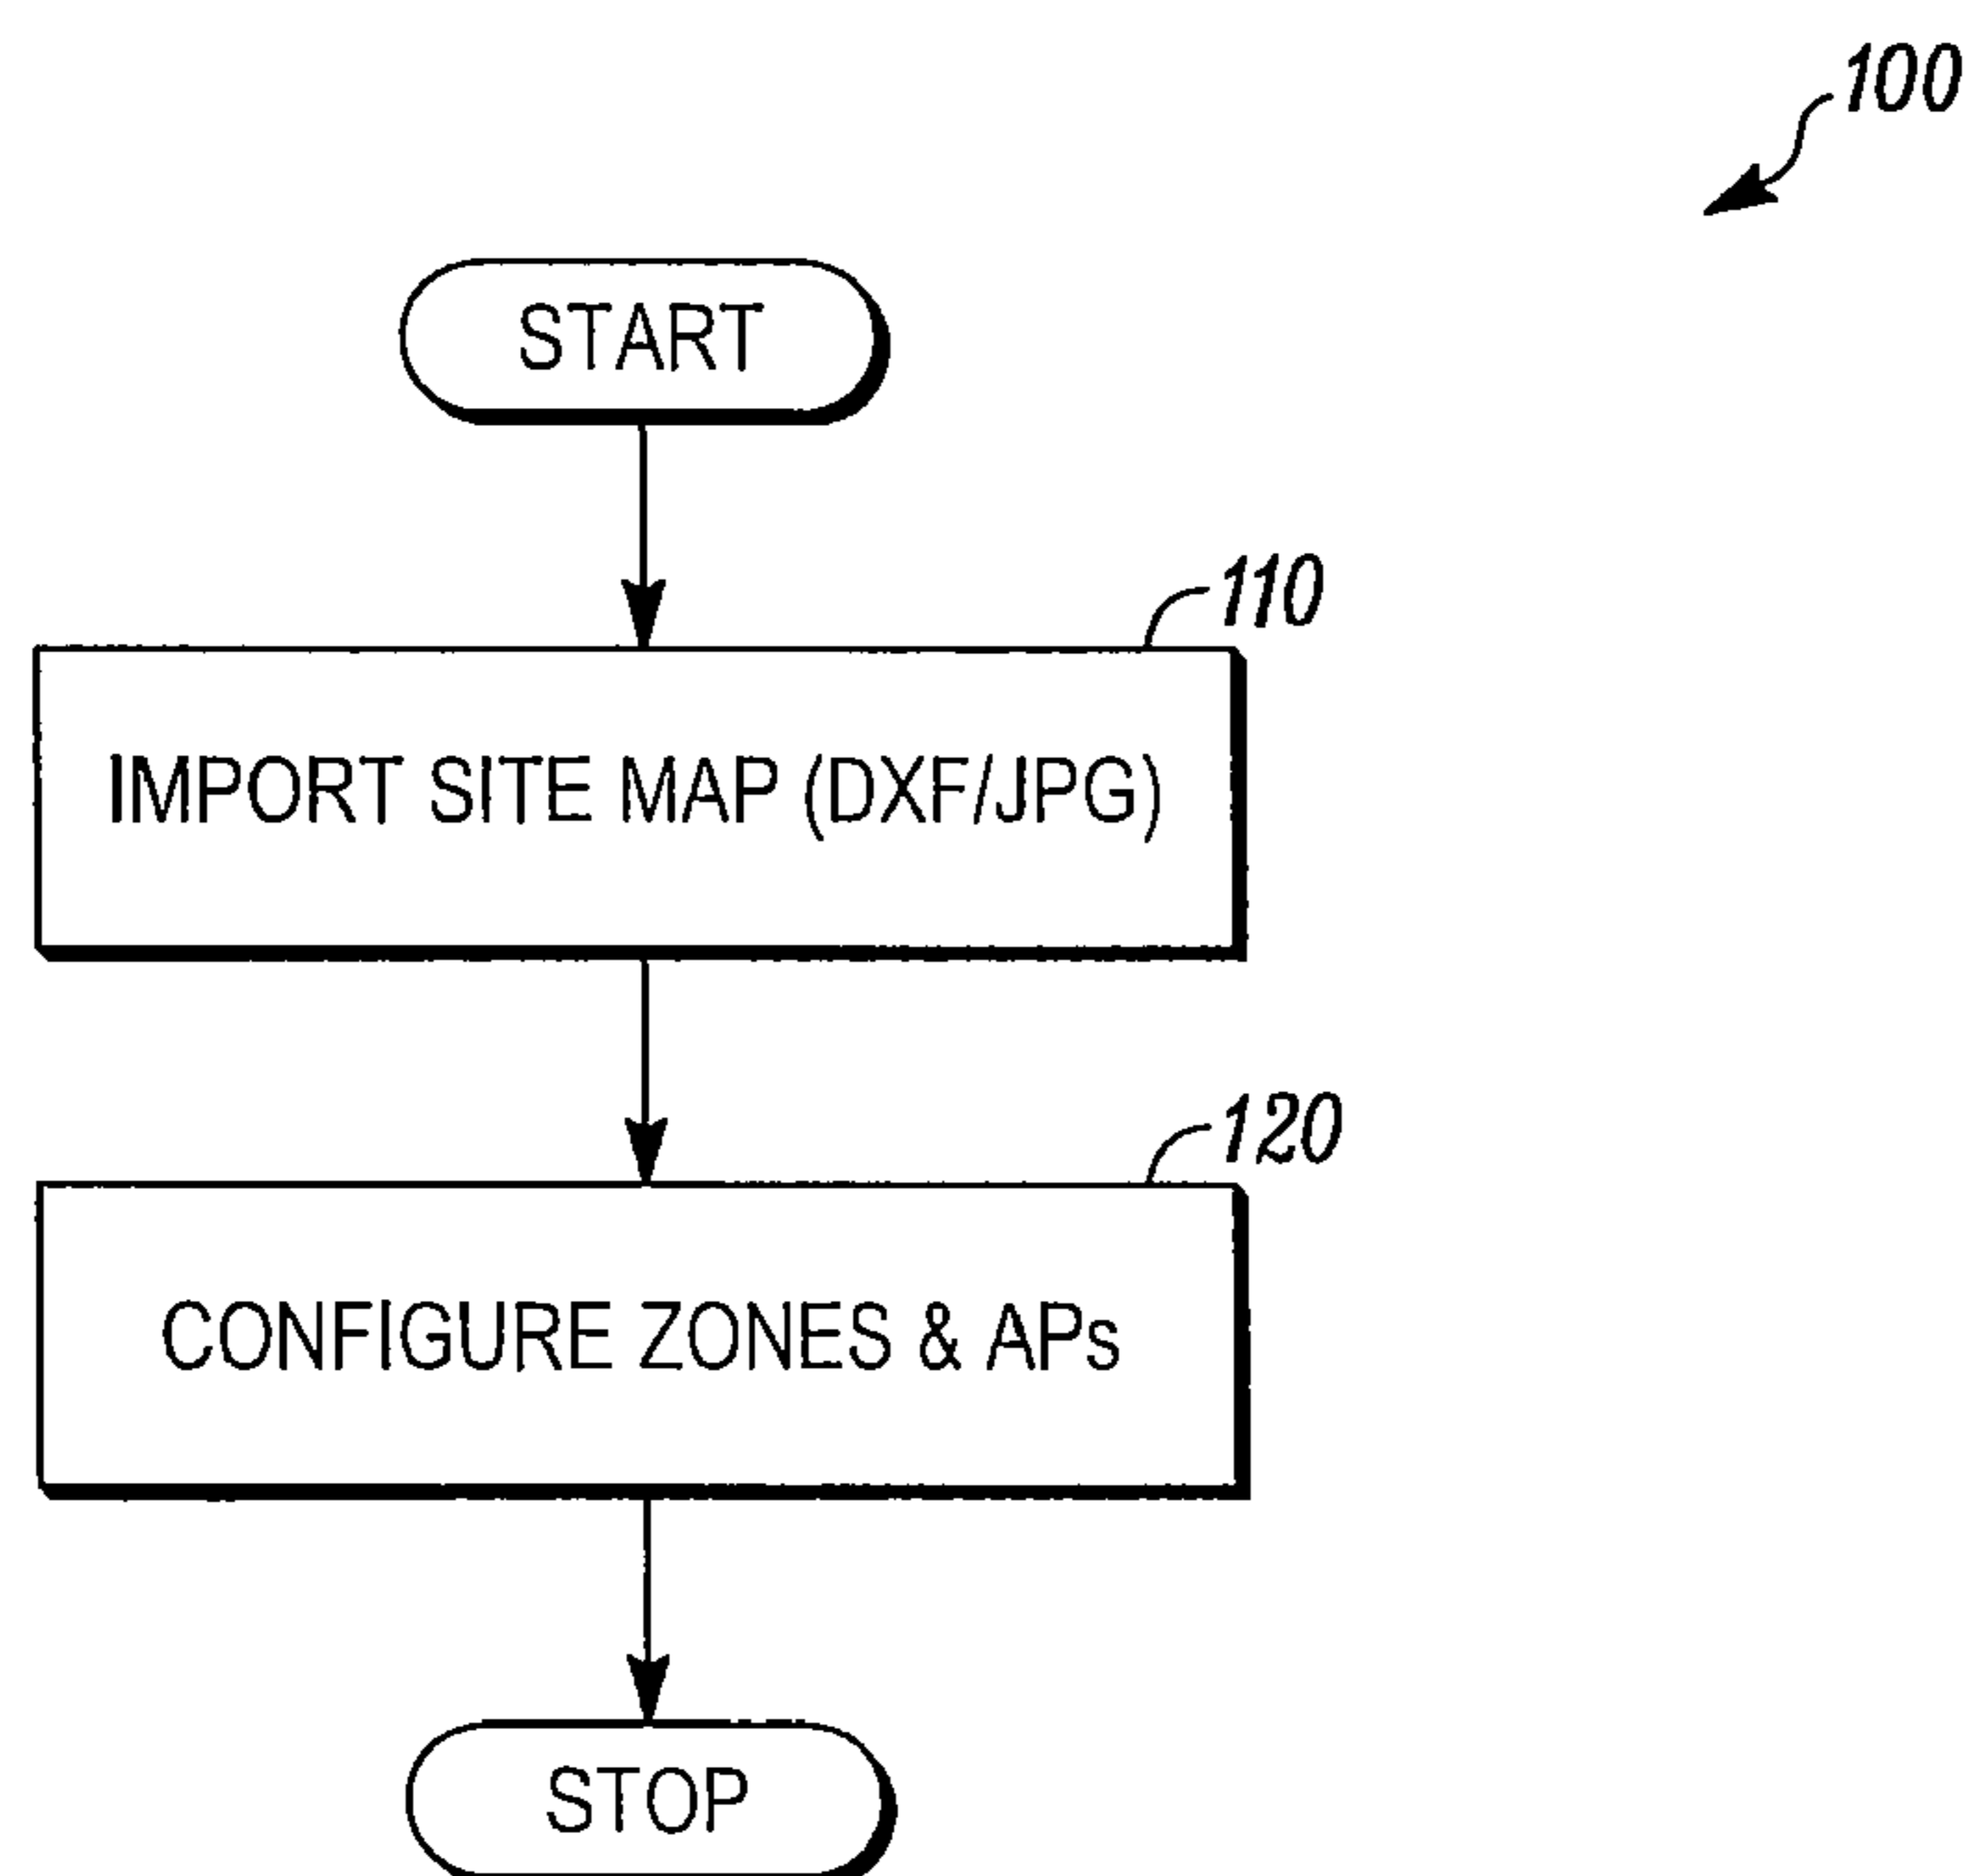 100
START
110
IMPORT SITE MAP (DXF/JPG)
120
CONFIGURE ZONES & APs
STOP